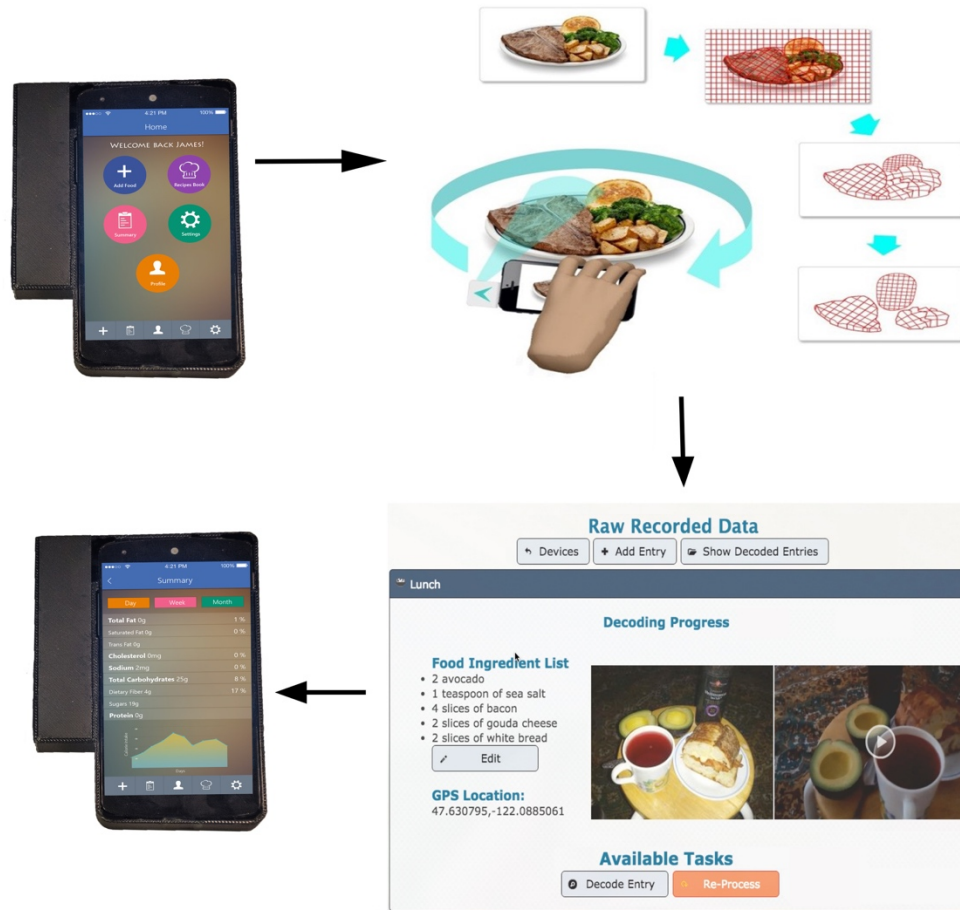 4:21 PM
100%
Home
WELCOME BACK JAMES!
Add Food
Recipes Book
Summary
Settings
Profile
Raw Recorded Data
Devices
Add Entry
Show Decoded Entries
Lunch
Decoding Progress
Food Ingredient List
• 2 avocado
• 1 teaspoon of sea salt
• 4 slices of bacon
• 2 slices of gouda cheese
• 2 slices of white bread
Edit
GPS Location:
47.630795,-122.0885061
Available Tasks
Decode Entry
Re-Process
4:21 PM
100%
Summary
Day
Week
Month
Total Fat 0g 1 %
Saturated Fat 0g 0 %
Trans Fat 0g
Cholesterol 0mg 0 %
Sodium 2mg 0 %
Total Carbohydrates 25g 8 %
Dietary Fiber 4g 17 %
Sugars 19g
Protein 0g